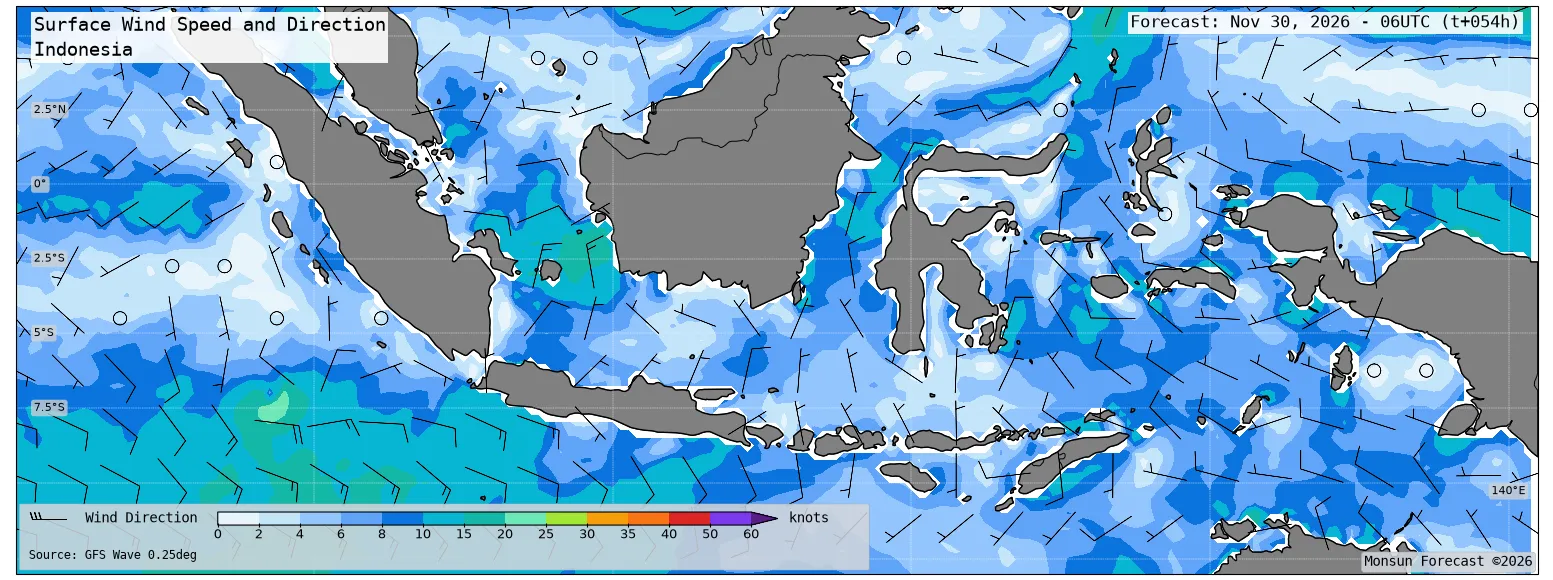 Surface Wind Speed and Direction
Indonesia
Forecast: Nov 30, 2026 - 06UTC (t+054h)
2.5°N
0°
2.5°S
5°S
7.5°S
140°E
Wind Direction
0 2 4 6 8 10 15 20 25 30 35 40 50 60
knots
Source: GFS Wave 0.25deg
Monsun Forecast ©2026